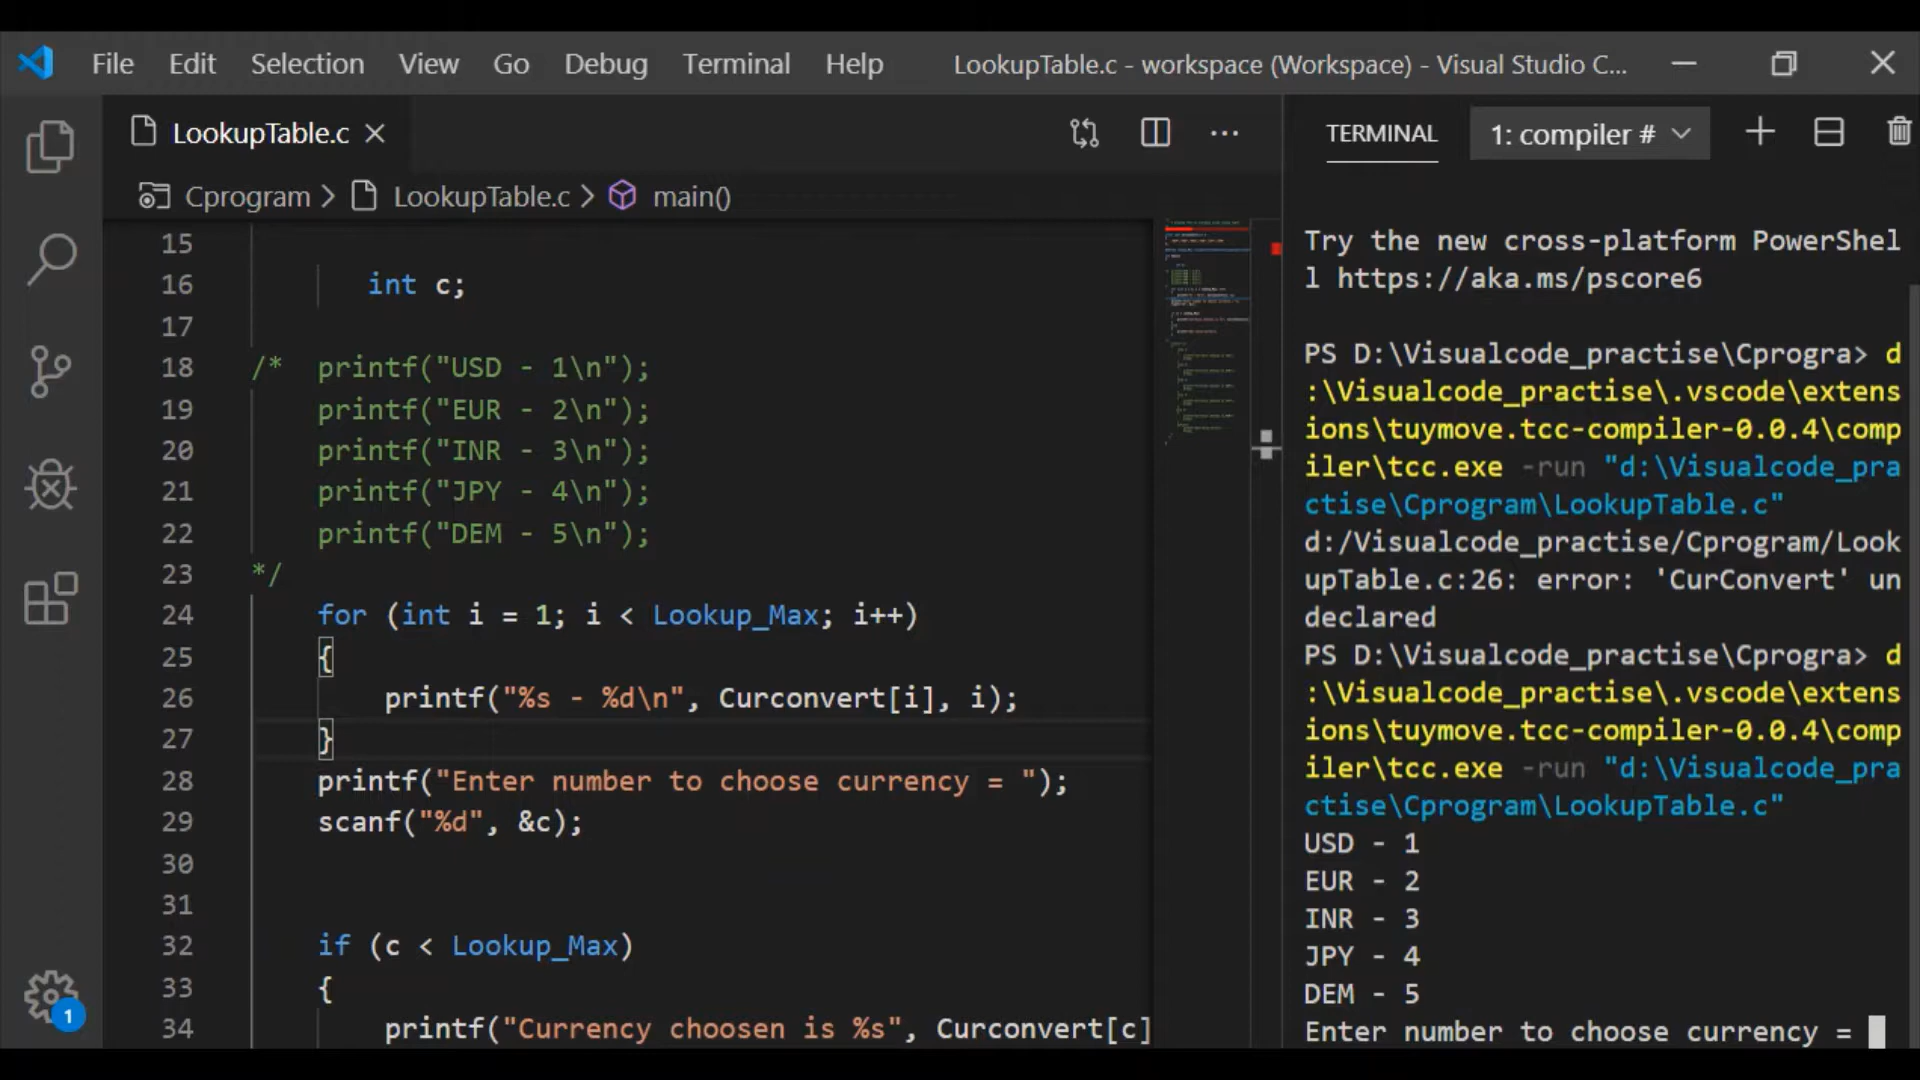 File Edit Selection View Go Debug Terminal Help LookupTable.c - workspace (Workspace) - Visual Studio C...
LookupTable.c
Cprogram > LookupTable.c > main()
15
16 int c;
17
18 /* printf("USD - 1\n");
19 printf("EUR - 2\n");
20 printf("INR - 3\n");
21 printf("JPY - 4\n");
22 printf("DEM - 5\n");
23 */
24 for (int i = 1; i < Lookup_Max; i++)
25 {
26 printf("%s - %d\n", Curconvert[i], i);
27 }
28 printf("Enter number to choose currency = ");
29 scanf("%d", &c);
30
31
32 if (c < Lookup_Max)
33 {
34 printf("Currency choosen is %s", Curconvert[c]
1
TERMINAL 1: compiler #
Try the new cross-platform PowerShel
l https://aka.ms/pscore6
PS D:\Visualcode_practise\Cprogra> d
:\Visualcode_practise\.vscode\extens
ions\tuymove.tcc-compiler-0.0.4\comp
iler\tcc.exe -run "d:\Visualcode_pra
ctise\Cprogram\LookupTable.c"
d:/Visualcode_practise/Cprogram/Look
upTable.c:26: error: 'CurConvert' un
declared
PS D:\Visualcode_practise\Cprogra> d
:\Visualcode_practise\.vscode\extens
ions\tuymove.tcc-compiler-0.0.4\comp
iler\tcc.exe -run "d:\Visualcode_pra
ctise\Cprogram\LookupTable.c"
USD - 1
EUR - 2
INR - 3
JPY - 4
DEM - 5
Enter number to choose currency =